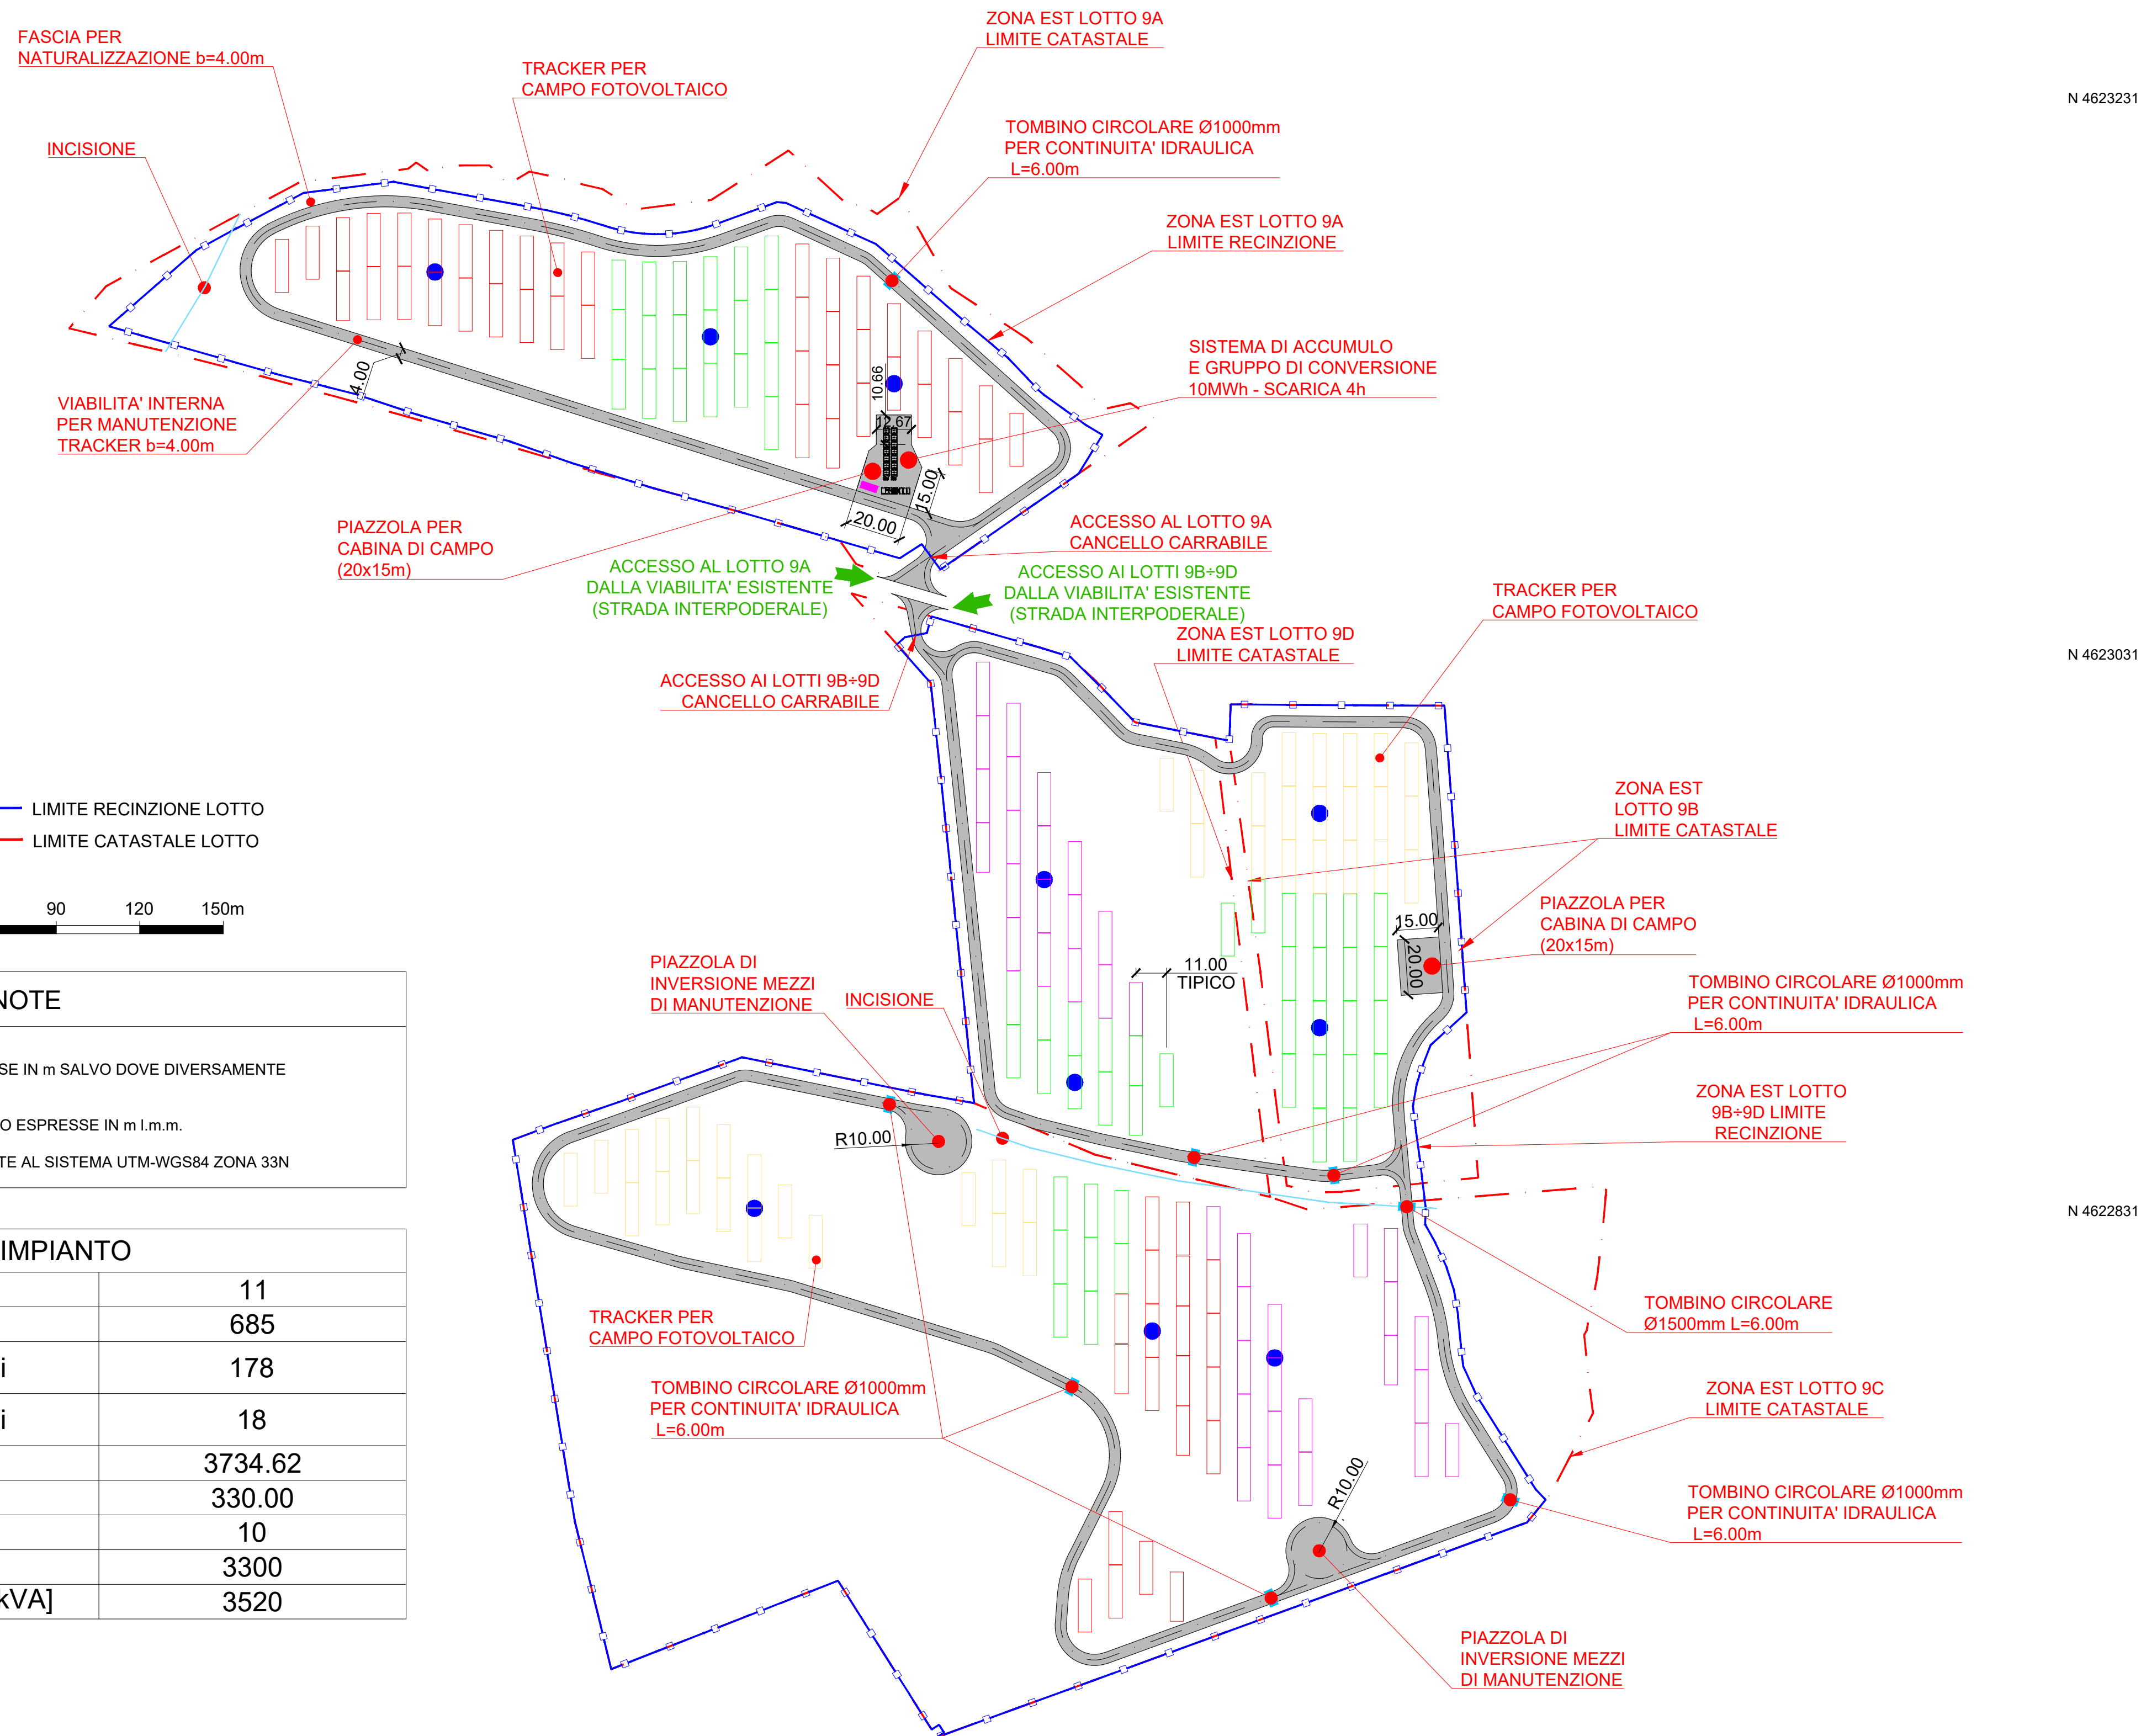 FASCIA PER
NATURALIZZAZIONE b=4.00m
ZONA EST LOTTO 9A
LIMITE CATASTALE
TRACKER PER
CAMPO FOTOVOLTAICO
N 4623231
INCISIONE
TOMBINO CIRCOLARE Ø1000mm
PER CONTINUITA' IDRAULICA
L=6.00m
ZONA EST LOTTO 9A
LIMITE RECINZIONE
SISTEMA DI ACCUMULO
E GRUPPO DI CONVERSIONE
10MWh - SCARICA 4h
4.00
10.66
12.67
VIABILITA' INTERNA
PER MANUTENZIONE
TRACKER b=4.00m
15.00
20.00
PIAZZOLA PER
CABINA DI CAMPO
(20x15m)
ACCESSO AL LOTTO 9A
CANCELLO CARRABILE
ACCESSO AL LOTTO 9A
DALLA VIABILITA' ESISTENTE
(STRADA INTERPODERALE)
ACCESSO AI LOTTI 9B÷9D
DALLA VIABILITA' ESISTENTE
(STRADA INTERPODERALE)
TRACKER PER
CAMPO FOTOVOLTAICO
ZONA EST LOTTO 9D
LIMITE CATASTALE
N 4623031
ACCESSO AI LOTTI 9B÷9D
CANCELLO CARRABILE
LIMITE RECINZIONE LOTTO
LIMITE CATASTALE LOTTO
ZONA EST
LOTTO 9B
LIMITE CATASTALE
90 120 150m
15.00
20.00
PIAZZOLA PER
CABINA DI CAMPO
(20x15m)
11.00
TIPICO
PIAZZOLA DI
INVERSIONE MEZZI
DI MANUTENZIONE
INCISIONE
TOMBINO CIRCOLARE Ø1000mm
PER CONTINUITA' IDRAULICA
L=6.00m
NOTE
SE IN m SALVO DOVE DIVERSAMENTE
O ESPRESSE IN m l.m.m.
TE AL SISTEMA UTM-WGS84 ZONA 33N
R10.00
ZONA EST LOTTO
9B÷9D LIMITE
RECINZIONE
N 4622831
IMPIANTO
11
685
i 178
i 18
3734.62
330.00
10
3300
kVA] 3520
TRACKER PER
CAMPO FOTOVOLTAICO
TOMBINO CIRCOLARE
Ø1500mm L=6.00m
TOMBINO CIRCOLARE Ø1000mm
PER CONTINUITA' IDRAULICA
L=6.00m
ZONA EST LOTTO 9C
LIMITE CATASTALE
R10.00
TOMBINO CIRCOLARE Ø1000mm
PER CONTINUITA' IDRAULICA
L=6.00m
PIAZZOLA DI
INVERSIONE MEZZI
DI MANUTENZIONE